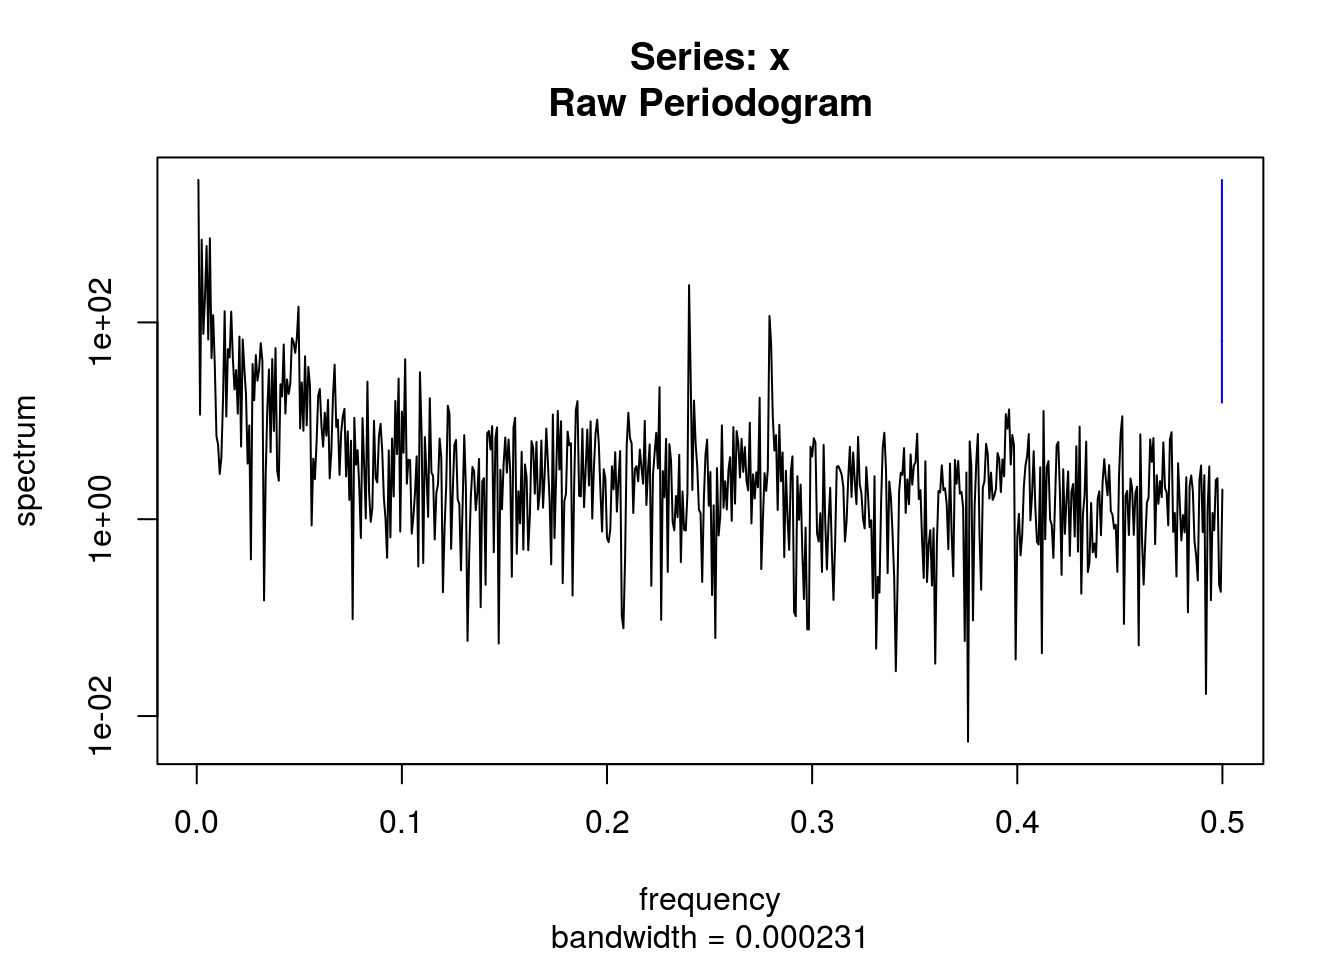 Series: x
Raw Periodogram
spectrum
1e+02
1e+00
1e-02
0.0 0.1 0.2 0.3 0.4 0.5
frequency
bandwidth = 0.000231